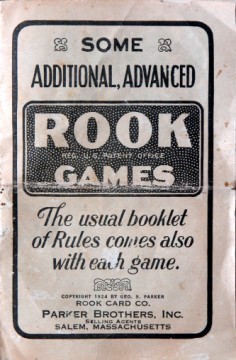 SOME
ADDITIONAL, ADVANCED
ROOK
REG. U.S. PATENT OFFICE
GAMES
The usual booklet
of Rules comes also
with each game.
COPYRIGHT 1924 BY GEO. S. PARKER
ROOK CARD CO.
PARKER BROTHERS, INC.
SELLING AGENTS
SALEM, MASSACHUSETTS